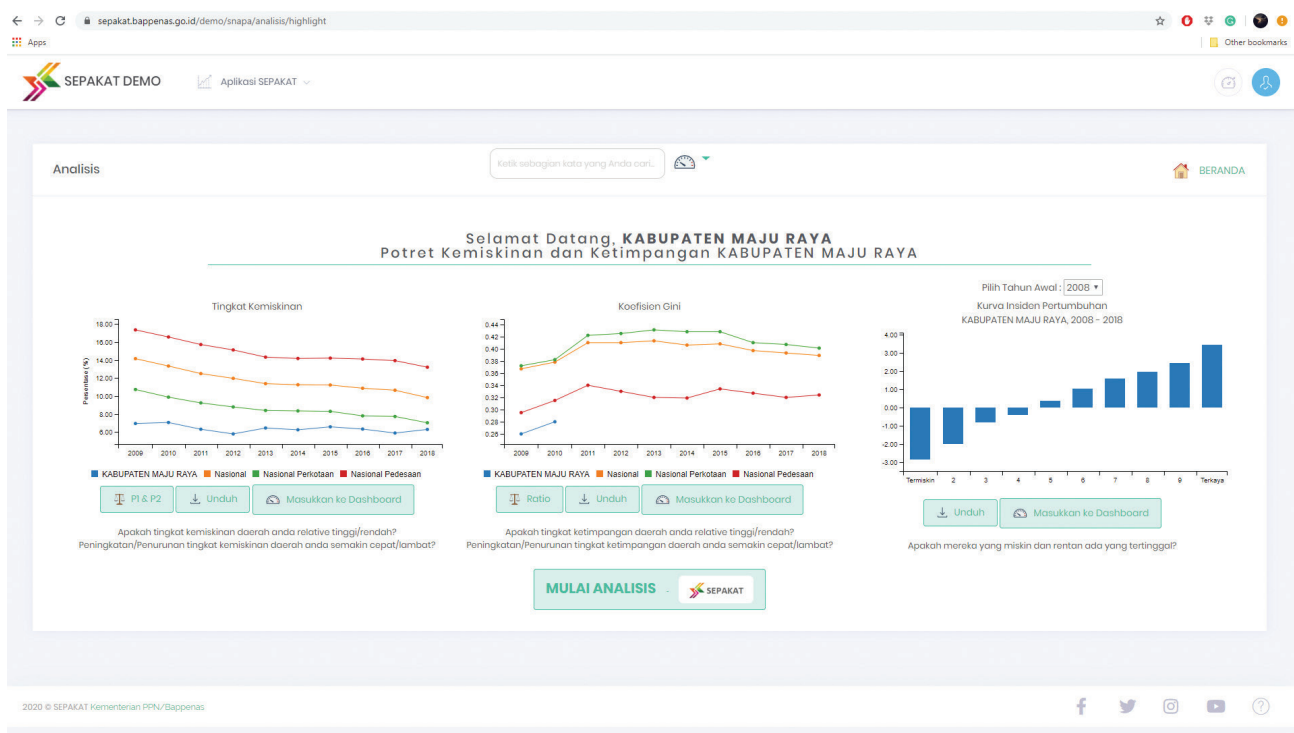 sepakat.bappenas.go.id/demo/snapa/analisis/highlight
Apps
Other bookmarks
SEPAKAT DEMO
Aplikasi SEPAKAT
Analisis
Ketik sebagian kata yang Anda cari..
BERANDA
Selamat Datang, KABUPATEN MAJU RAYA
Potret Kemiskinan dan Ketimpangan KABUPATEN MAJU RAYA
Tingkat Kemiskinan
Persentase (%)
18.00
16.00
14.00
12.00
10.00
8.00
6.00
2009 2010 2011 2012 2013 2014 2015 2016 2017 2018
KABUPATEN MAJU RAYA Nasional Nasional Perkotaan Nasional Pedesaan
P1 & P2 Unduh Masukkan ke Dashboard
Apakah tingkat kemiskinan daerah anda relative tinggi/rendah?
Peningkatan/Penurunan tingkat kemiskinan daerah anda semakin cepat/lambat?
Koefisien Gini
0.44
0.42
0.40
0.38
0.36
0.34
0.32
0.30
0.28
0.26
2009 2010 2011 2012 2013 2014 2015 2016 2017 2018
KABUPATEN MAJU RAYA Nasional Nasional Perkotaan Nasional Pedesaan
Ratio Unduh Masukkan ke Dashboard
Apakah tingkat ketimpangan daerah anda relative tinggi/rendah?
Peningkatan/Penurunan tingkat ketimpangan daerah anda semakin cepat/lambat?
Pilih Tahun Awal : 2008
Kurva Insiden Pertumbuhan
KABUPATEN MAJU RAYA, 2008 - 2018
4.00
3.00
2.00
1.00
0.00
-1.00
-2.00
-3.00
Termiskin 2 3 4 5 6 7 8 9 Terkaya
Unduh Masukkan ke Dashboard
Apakah mereka yang miskin dan rentan ada yang tertinggal?
MULAI ANALISIS - SEPAKAT
2020 © SEPAKAT Kementerian PPN/Bappenas